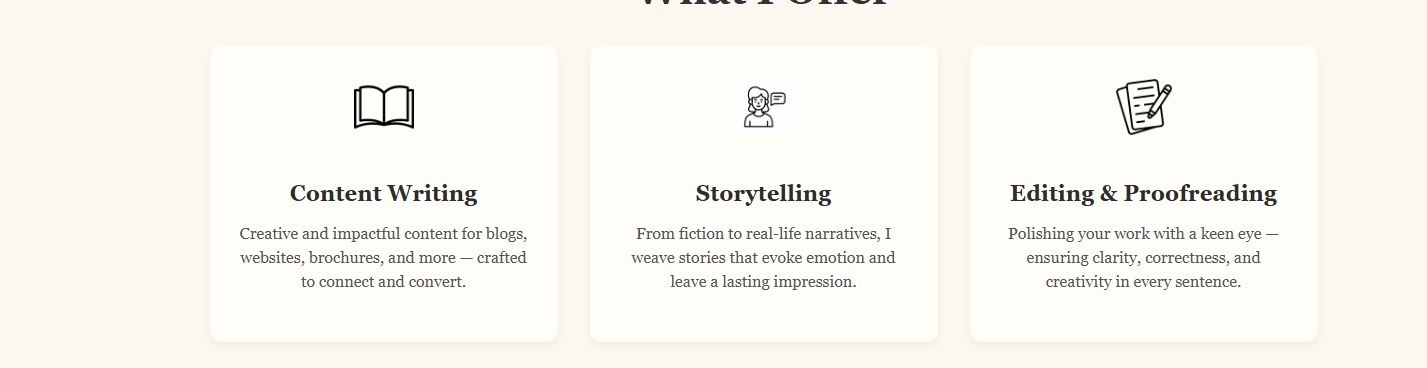 What I Offer
Content Writing
Creative and impactful content for blogs,
websites, brochures, and more — crafted
to connect and convert.
Storytelling
From fiction to real-life narratives, I
weave stories that evoke emotion and
leave a lasting impression.
Editing & Proofreading
Polishing your work with a keen eye —
ensuring clarity, correctness, and
creativity in every sentence.